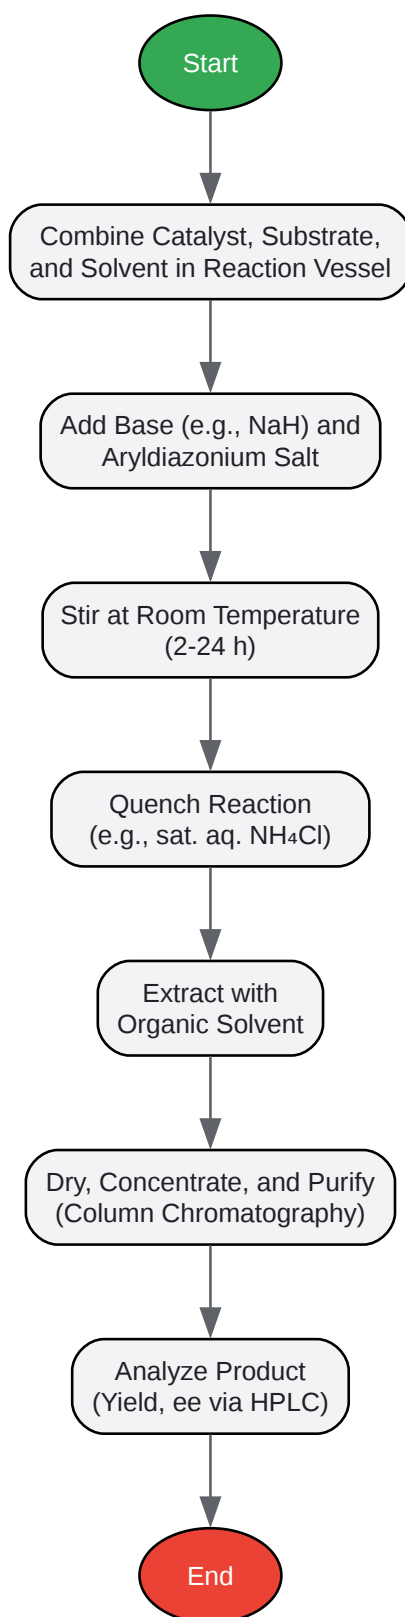 Start
Combine Catalyst, Substrate,
and Solvent in Reaction Vessel
Add Base (e.g., NaH) and
Aryldiazonium Salt
Stir at Room Temperature
(2-24 h)
Quench Reaction
(e.g., sat. aq. NH₄Cl)
Extract with
Organic Solvent
Dry, Concentrate, and Purify
(Column Chromatography)
Analyze Product
(Yield, ee via HPLC)
End